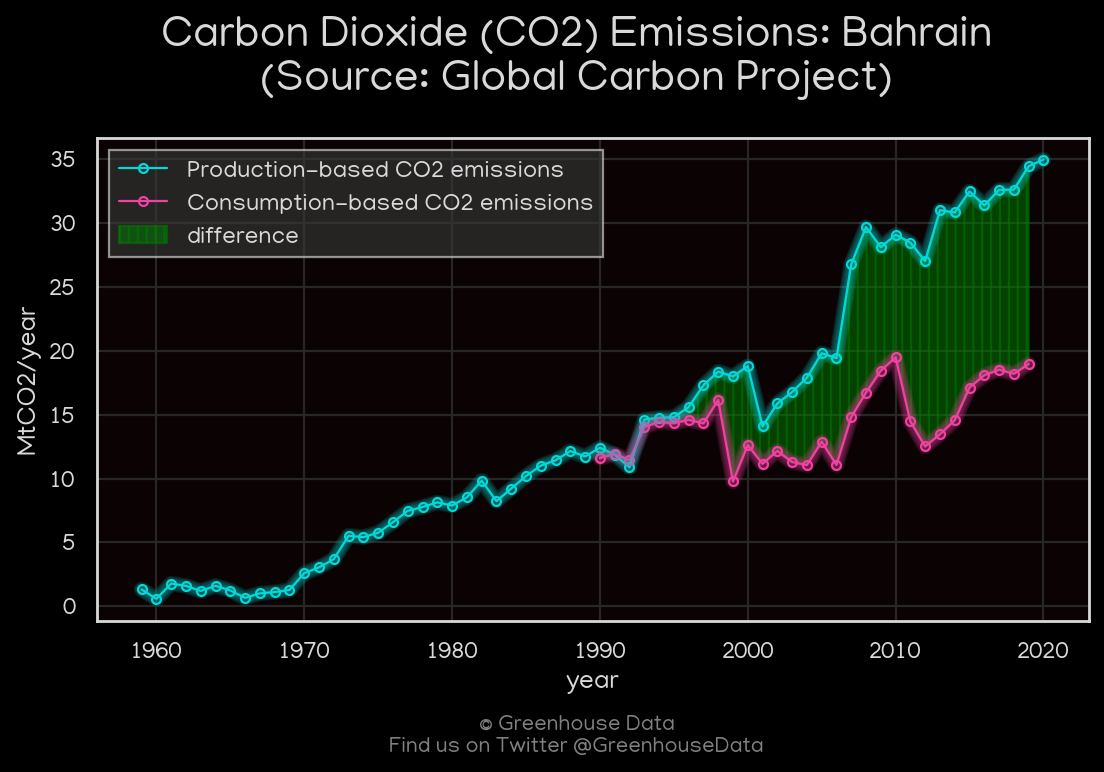 Carbon Dioxide (CO2) Emissions: Bahrain
(Source: Global Carbon Project)
Production-based CO2 emissions
Consumption-based CO2 emissions
difference
35
30
25
20
15
10
5
0
MtCO2/year
1960 1970 1980 1990 2000 2010 2020
year
© Greenhouse Data
Find us on Twitter @GreenhouseData